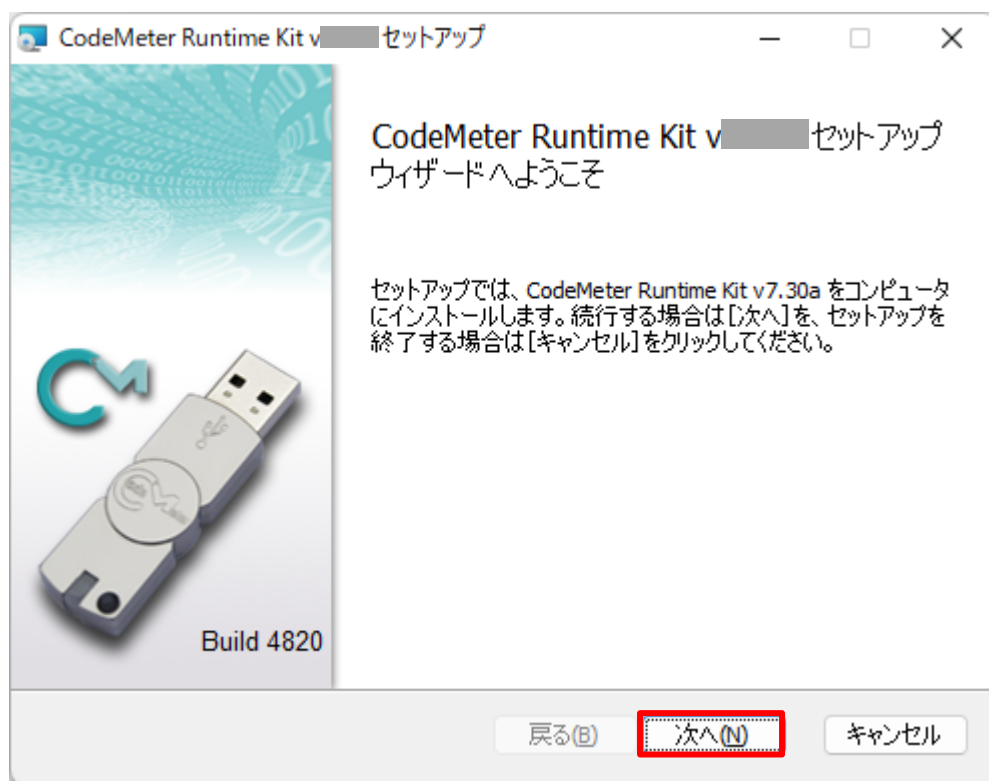 CodeMeter Runtime Kit v セットアップ
CodeMeter Runtime Kit v セットアップ
ウィザードへようこそ
セットアップでは、CodeMeter Runtime Kit v7.30a をコンピュータ
にインストールします。続行する場合は[次へ]を、セットアップを
終了する場合は[キャンセル]をクリックしてください。
CM
Build 4820
戻る(B)
次へ(N)
キャンセル